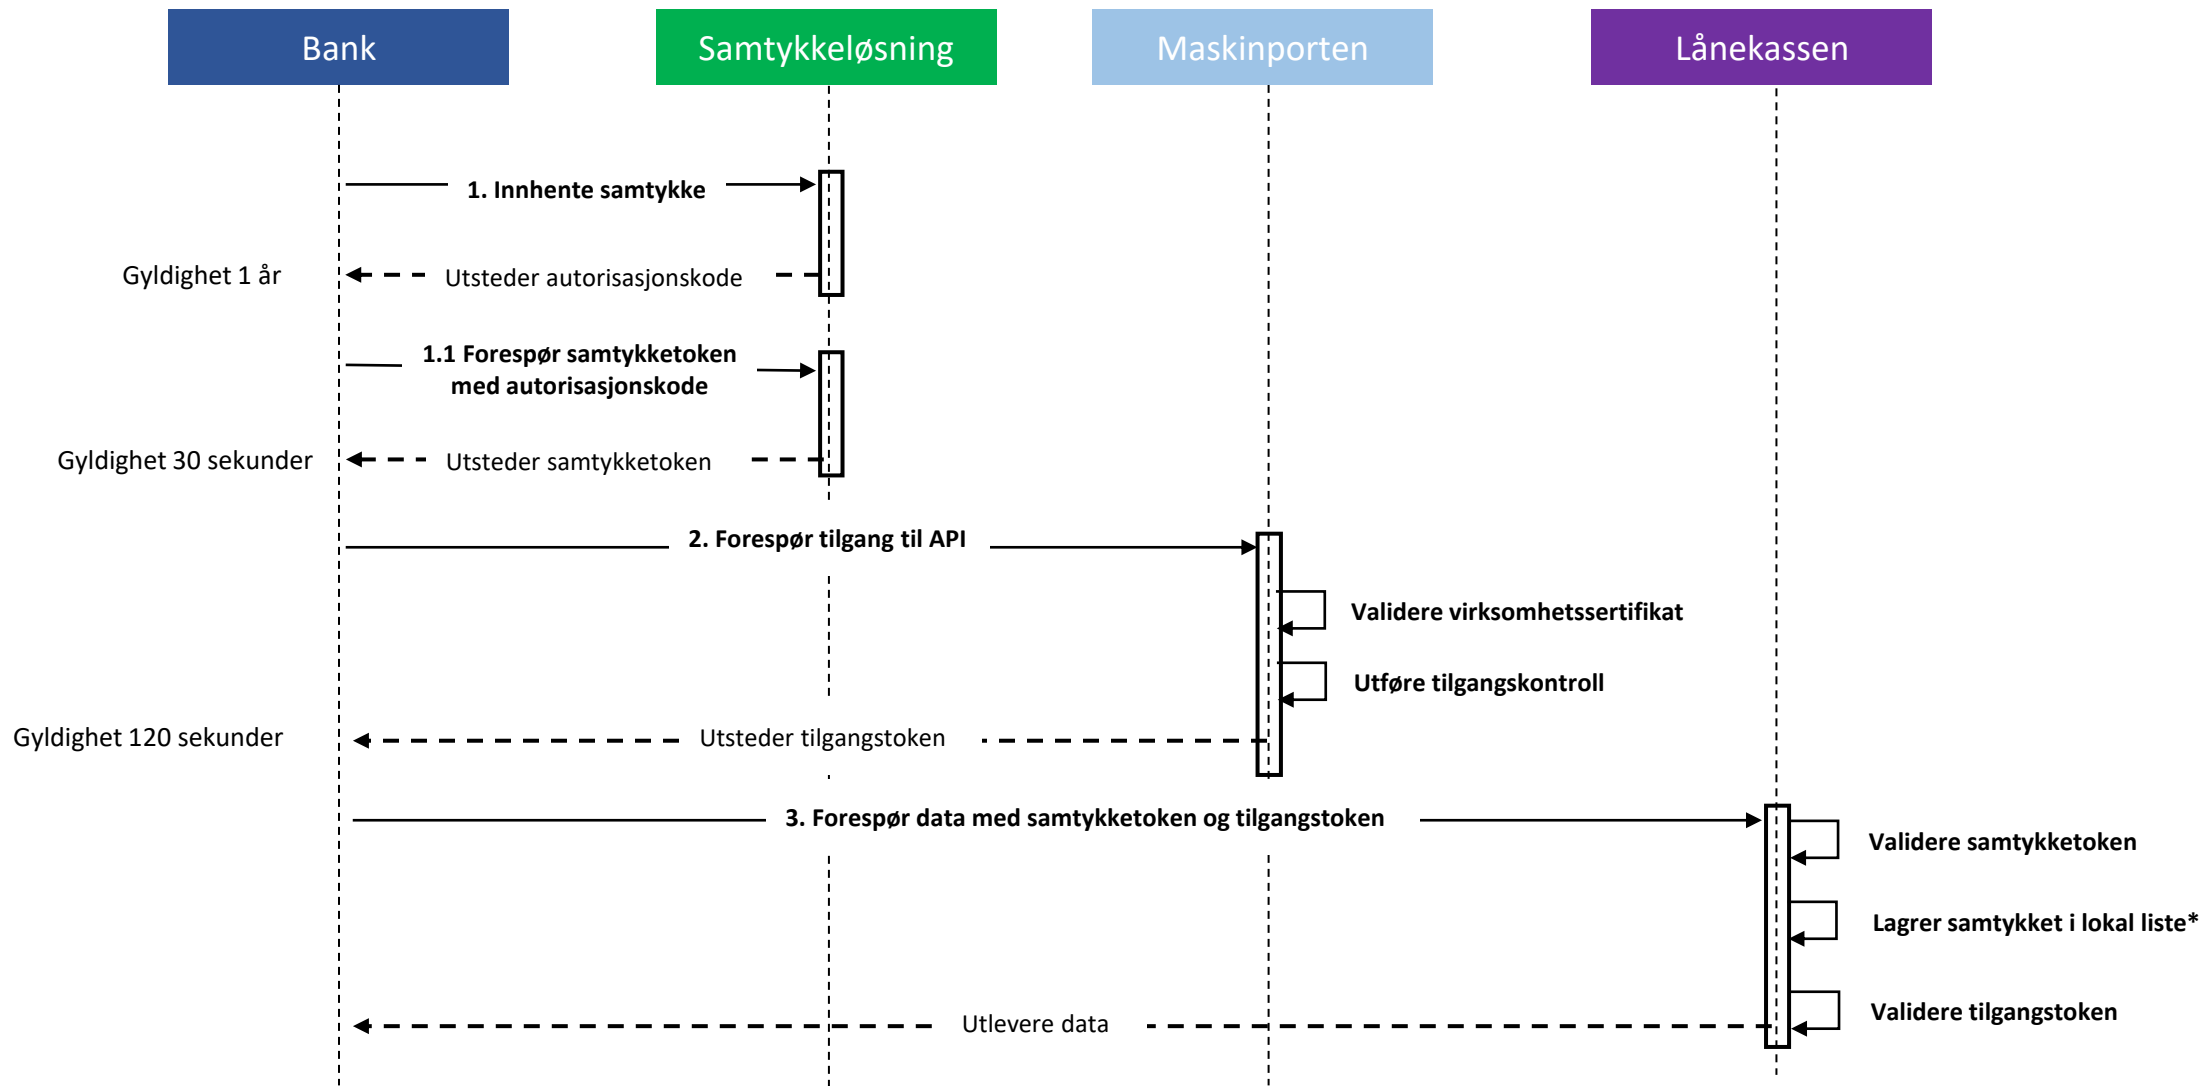 Bank
Samtykkeløsning
Maskinporten
Lånekassen
1. Innhente samtykke
Gyldighet 1 år
Utsteder autorisasjonskode
1.1 Forespør samtykketoken
med autorisasjonskode
Gyldighet 30 sekunder
Utsteder samtykketoken
2. Forespør tilgang til API
Validere virksomhetssertifikat
Utføre tilgangskontroll
Gyldighet 120 sekunder
Utsteder tilgangstoken
3. Forespør data med samtykketoken og tilgangstoken
Validere samtykketoken
Lagrer samtykket i lokal liste*
Validere tilgangstoken
Utlevere data